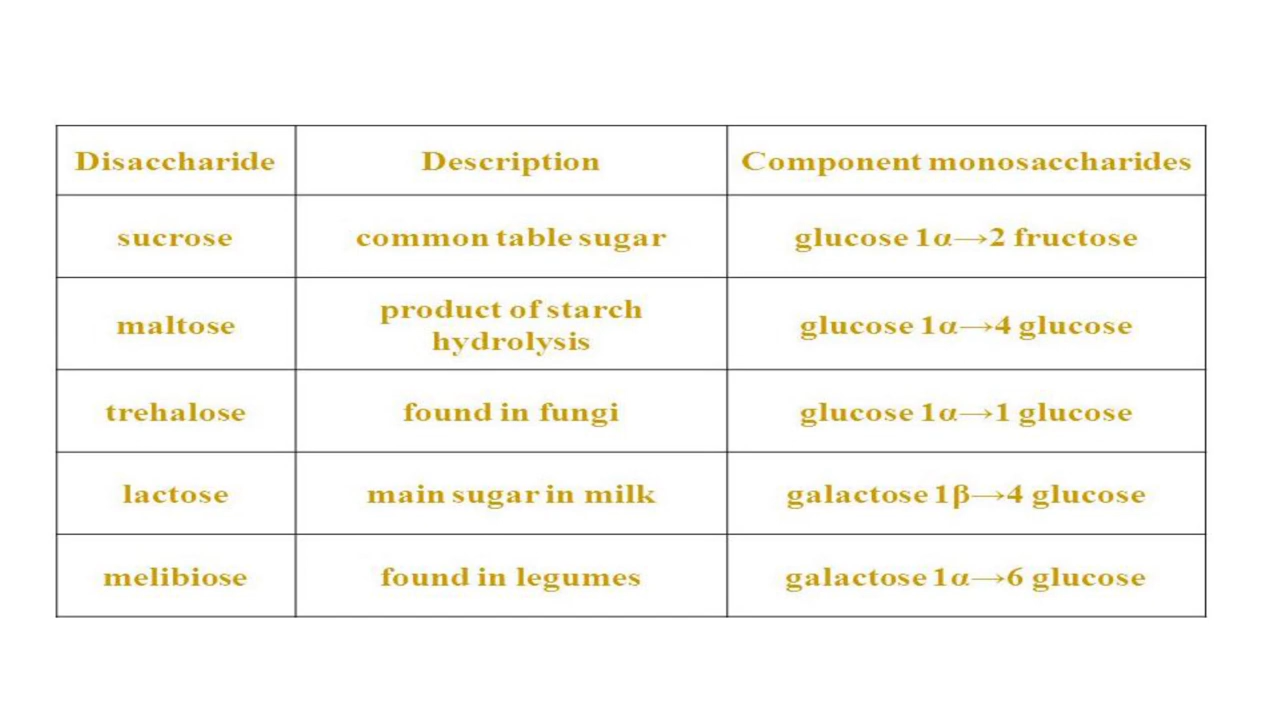 Disaccharide Description Component monosaccharides
sucrose common table sugar glucose 1α→2 fructose
maltose product of starch hydrolysis glucose 1α→4 glucose
trehalose found in fungi glucose 1α→1 glucose
lactose main sugar in milk galactose 1β→4 glucose
melibiose found in legumes galactose 1α→6 glucose